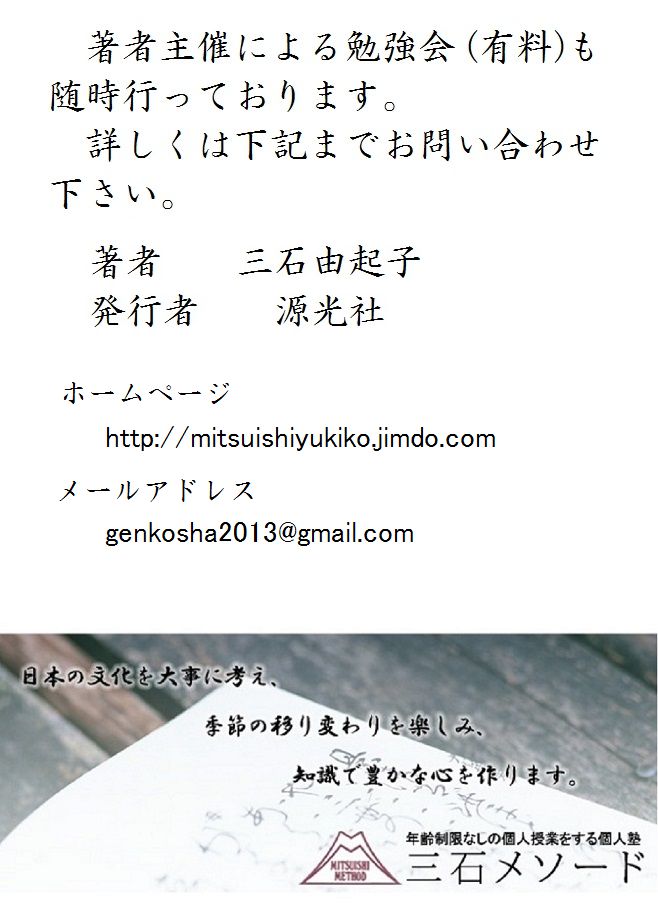 著者主催による勉強会(有料)も
随時行っております。
詳しくは下記までお問い合わせ
下さい。
著者　　三石由起子
発行者　　源光社
ホームページ
http://mitsuishiyukiko.jimdo.com
メールアドレス
genkosha2013@gmail.com
日本の文化を大事に考え、
季節の移り変わりを楽しみ、
知識で豊かな心を作ります。
年齢制限なしの個人授業をする個人塾
MITSUISHI
METHOD
三石メソード